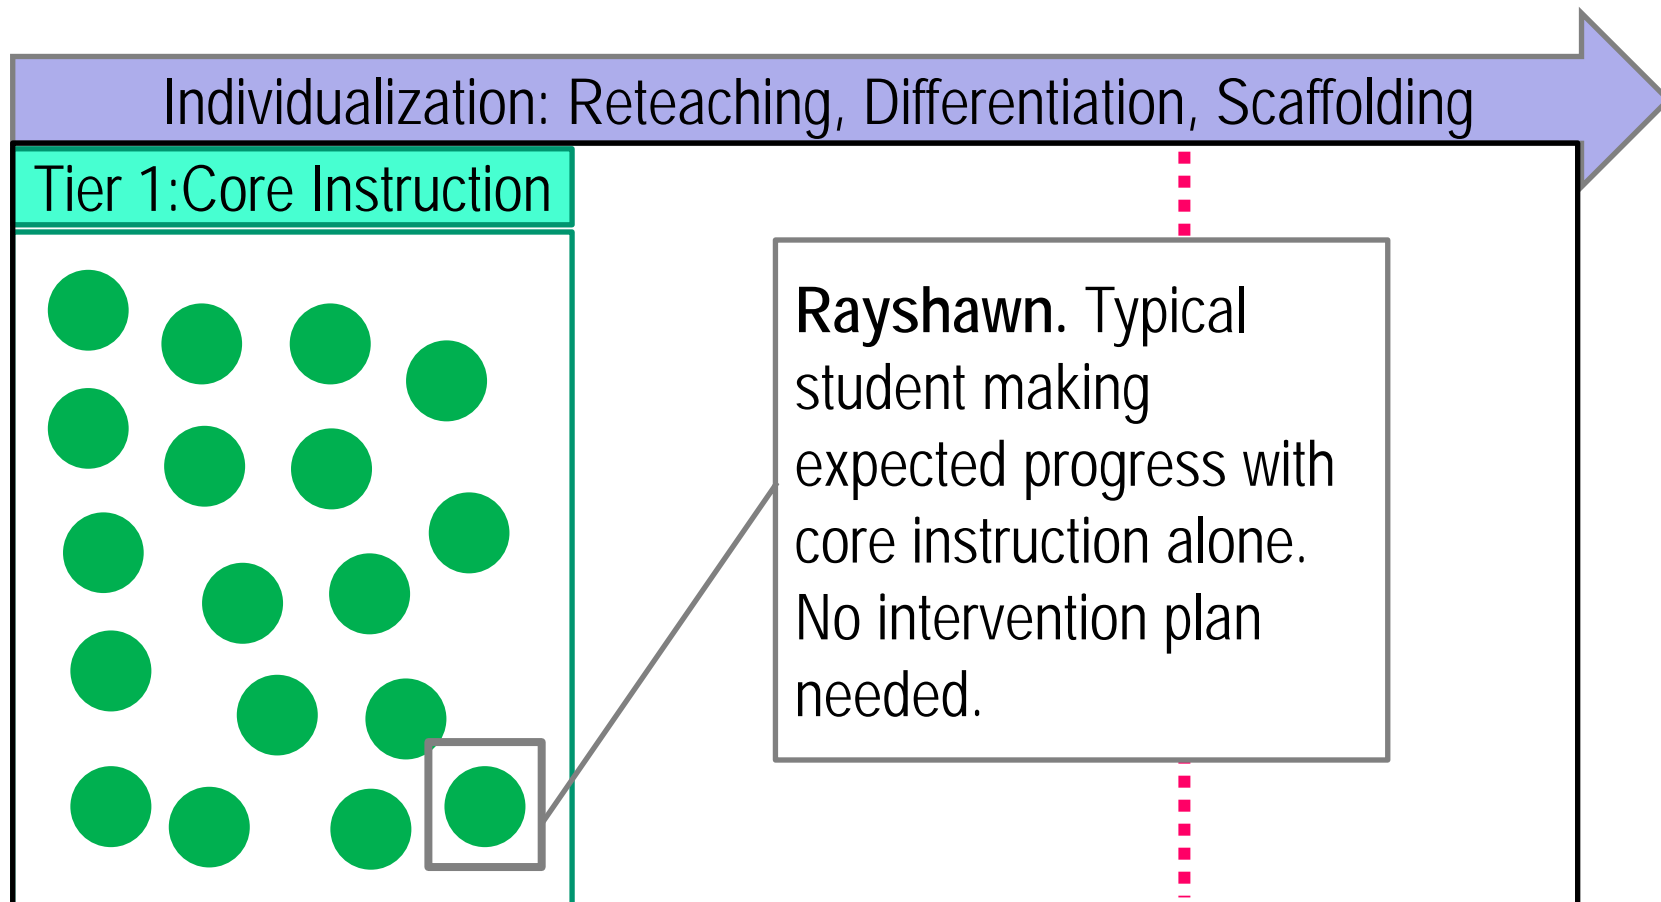 Individualization: Reteaching, Differentiation, Scaffolding
Tier 1:Core Instruction
Rayshawn. Typical
student making
expected progress with
core instruction alone.
No intervention plan
needed.